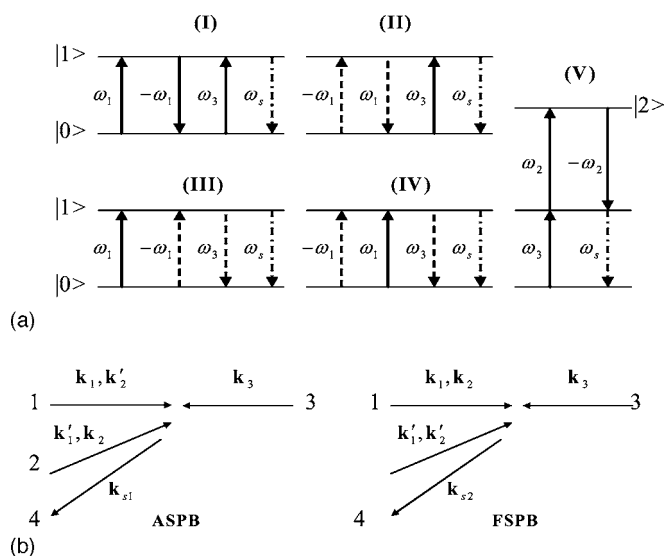 (I) (II)
|1> (V)
ω₁ −ω₁ ω₃ ωₛ −ω₁ ω₁ ω₃ ωₛ |2>
|0>
ω₂ −ω₂
(III) (IV)
|1>
ω₁ −ω₁ ω₃ ωₛ −ω₁ ω₁ ω₃ ωₛ ω₃ ωₛ
|0>
(a)
k₁, k′₂ k₃ k₁, k₂ k₃
1 3 1 3
k′₁, k₂ k′₁, k′₂
2
kₛ₁ kₛ₂
4 ASPB 4 FSPB
(b)